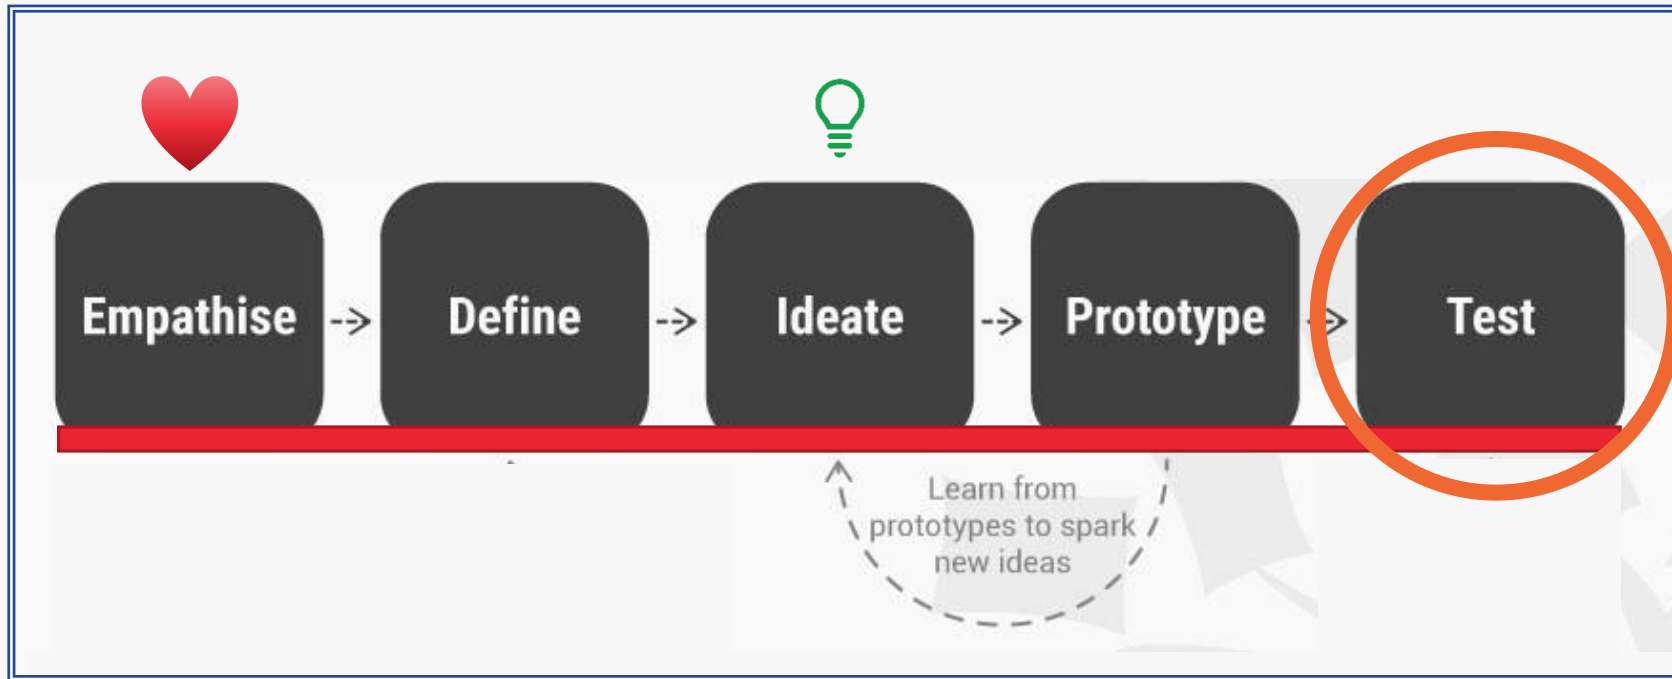 Empathise
Define
Ideate
Prototype
Test
Learn from
prototypes to spark
new ideas